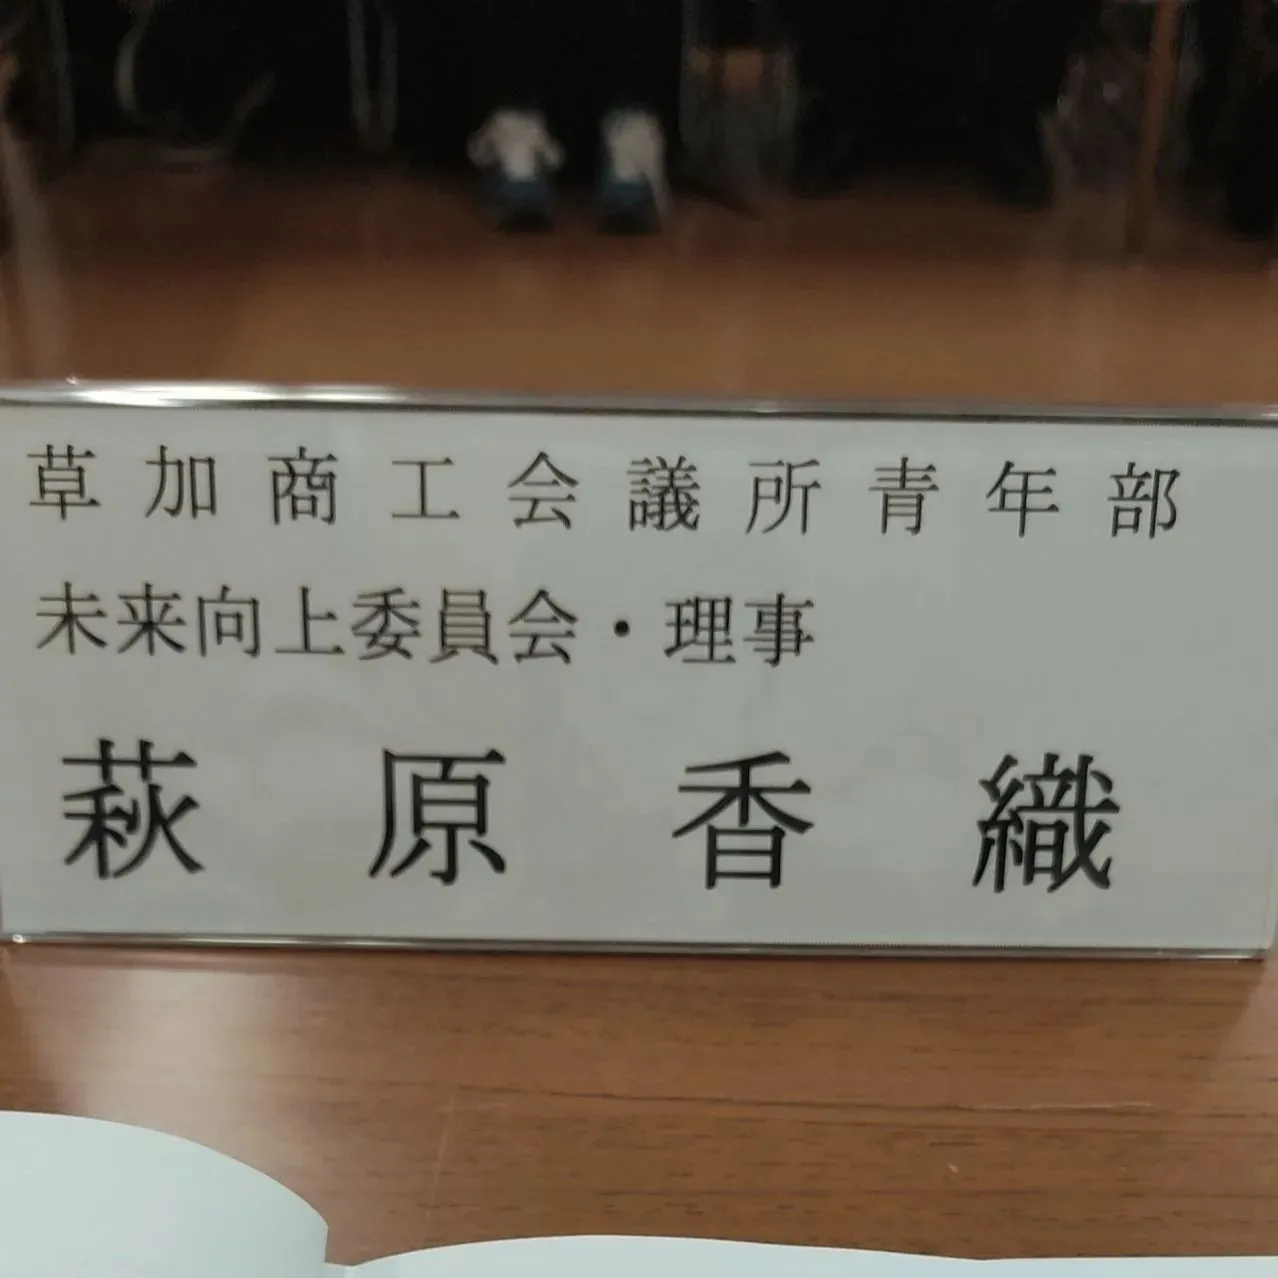 草加商工会議所青年部
未来向上委員会・理事
萩原香織